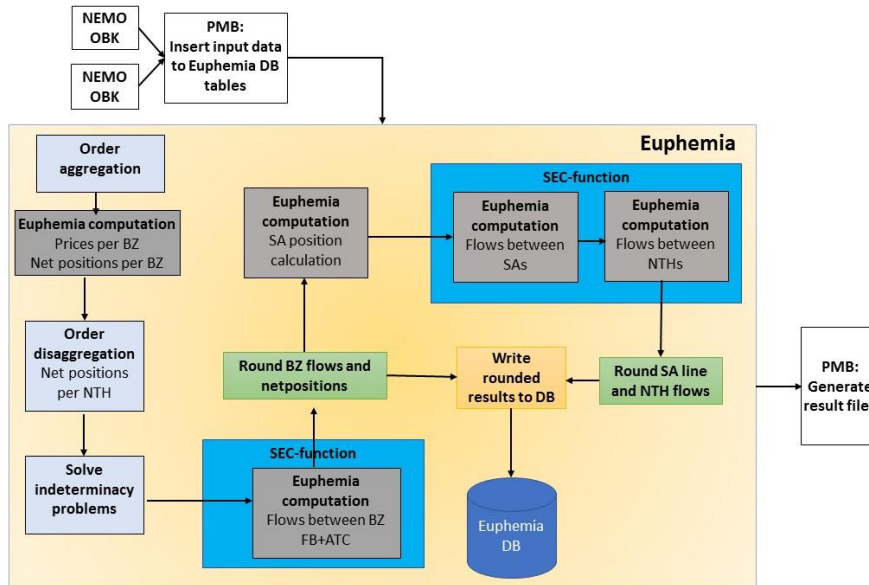 NEMO
OBK
NEMO
OBK
PMB:
Insert input data
to Euphemia DB
tables
Euphemia
Order
aggregation
Euphemia computation
Prices per BZ
Net positions per BZ
Order
disaggregation
Net positions
per NTH
Solve
indeterminacy
problems
SEC-function
Euphemia
computation
Flows between BZ
FB+ATC
Round BZ flows and
netpositions
Euphemia
computation
SA position
calculation
SEC-function
Euphemia
computation
Flows between
SAs
Euphemia
computation
Flows between
NTHs
Round SA line
and NTH flows
Write
rounded
results to DB
Euphemia
DB
PMB:
Generate
result file